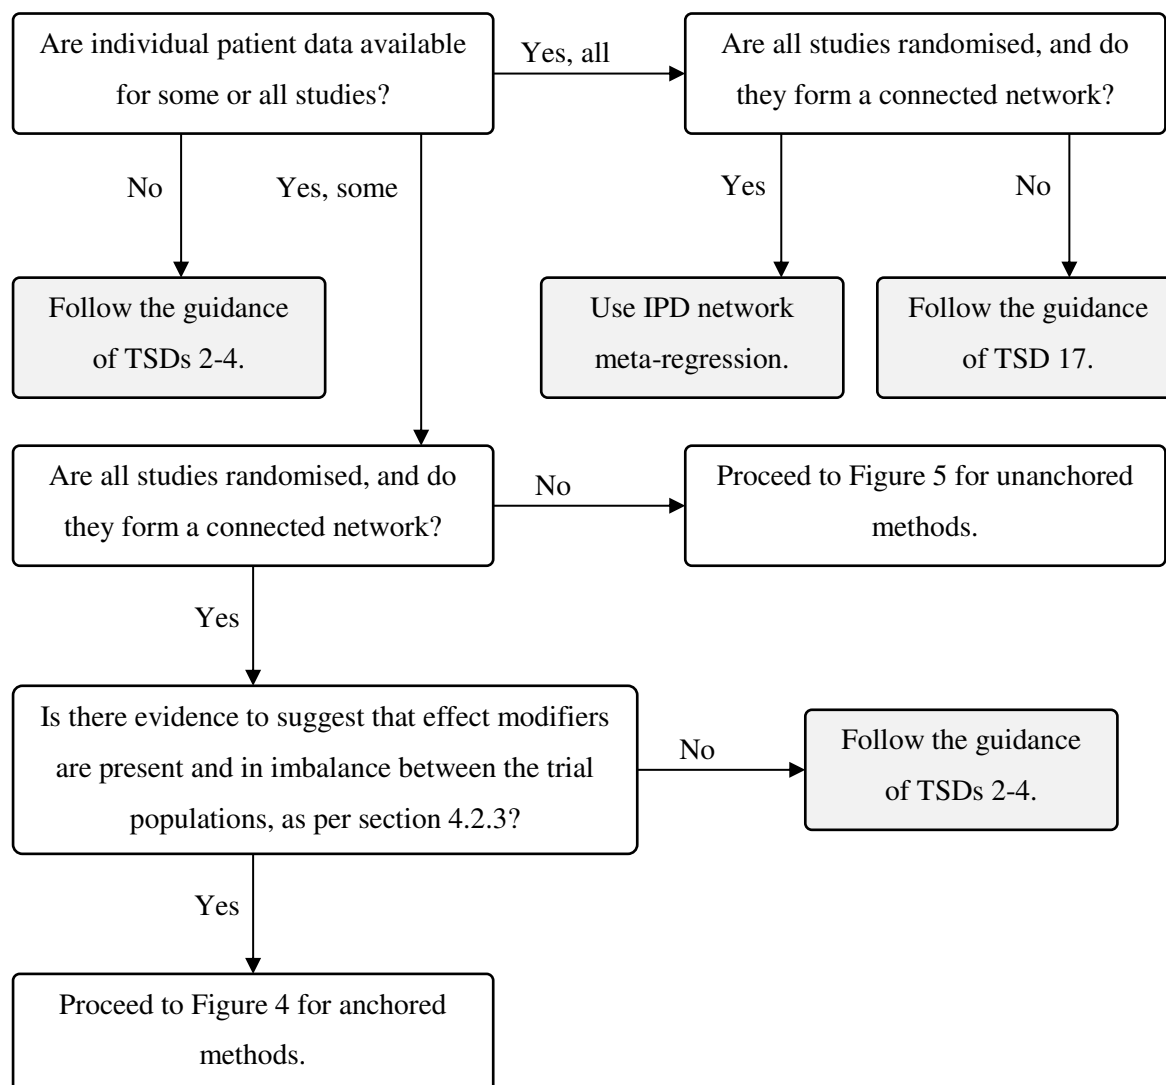 Are individual patient data available
for some or all studies?
Yes, all
Are all studies randomised, and do
they form a connected network?
No
Yes, some
Yes
No
Follow the guidance
of TSDs 2-4.
Use IPD network
meta-regression.
Follow the guidance
of TSD 17.
Are all studies randomised, and do
they form a connected network?
No
Proceed to Figure 5 for unanchored
methods.
Yes
Is there evidence to suggest that effect modifiers
are present and in imbalance between the trial
populations, as per section 4.2.3?
No
Follow the guidance
of TSDs 2-4.
Yes
Proceed to Figure 4 for anchored
methods.